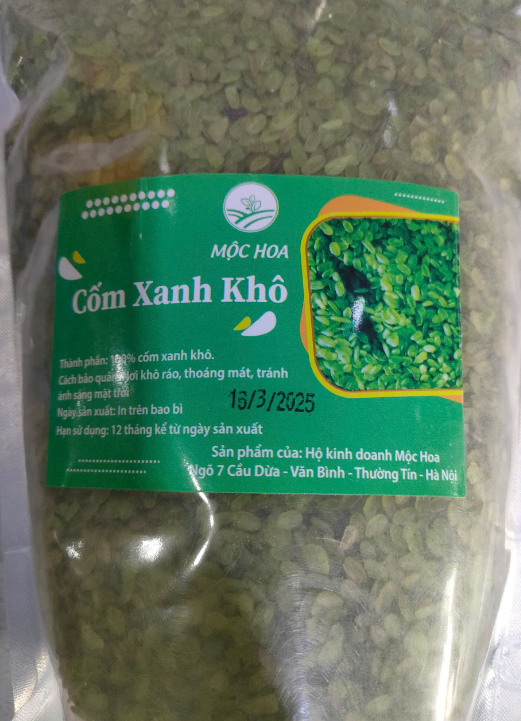 MỘC HOA
Cốm Xanh Khô
Thành phần: 100% cốm xanh khô.
Cách bảo quản: nơi khô ráo, thoáng mát, tránh
ánh sáng mặt trời
Ngày sản xuất: In trên bao bì
16/3/2025
Hạn sử dụng: 12 tháng kể từ ngày sản xuất
Sản phẩm của: Hộ kinh doanh Mộc Hoa
Ngõ 7 Cầu Dừa - Văn Bình - Thường Tín - Hà Nội